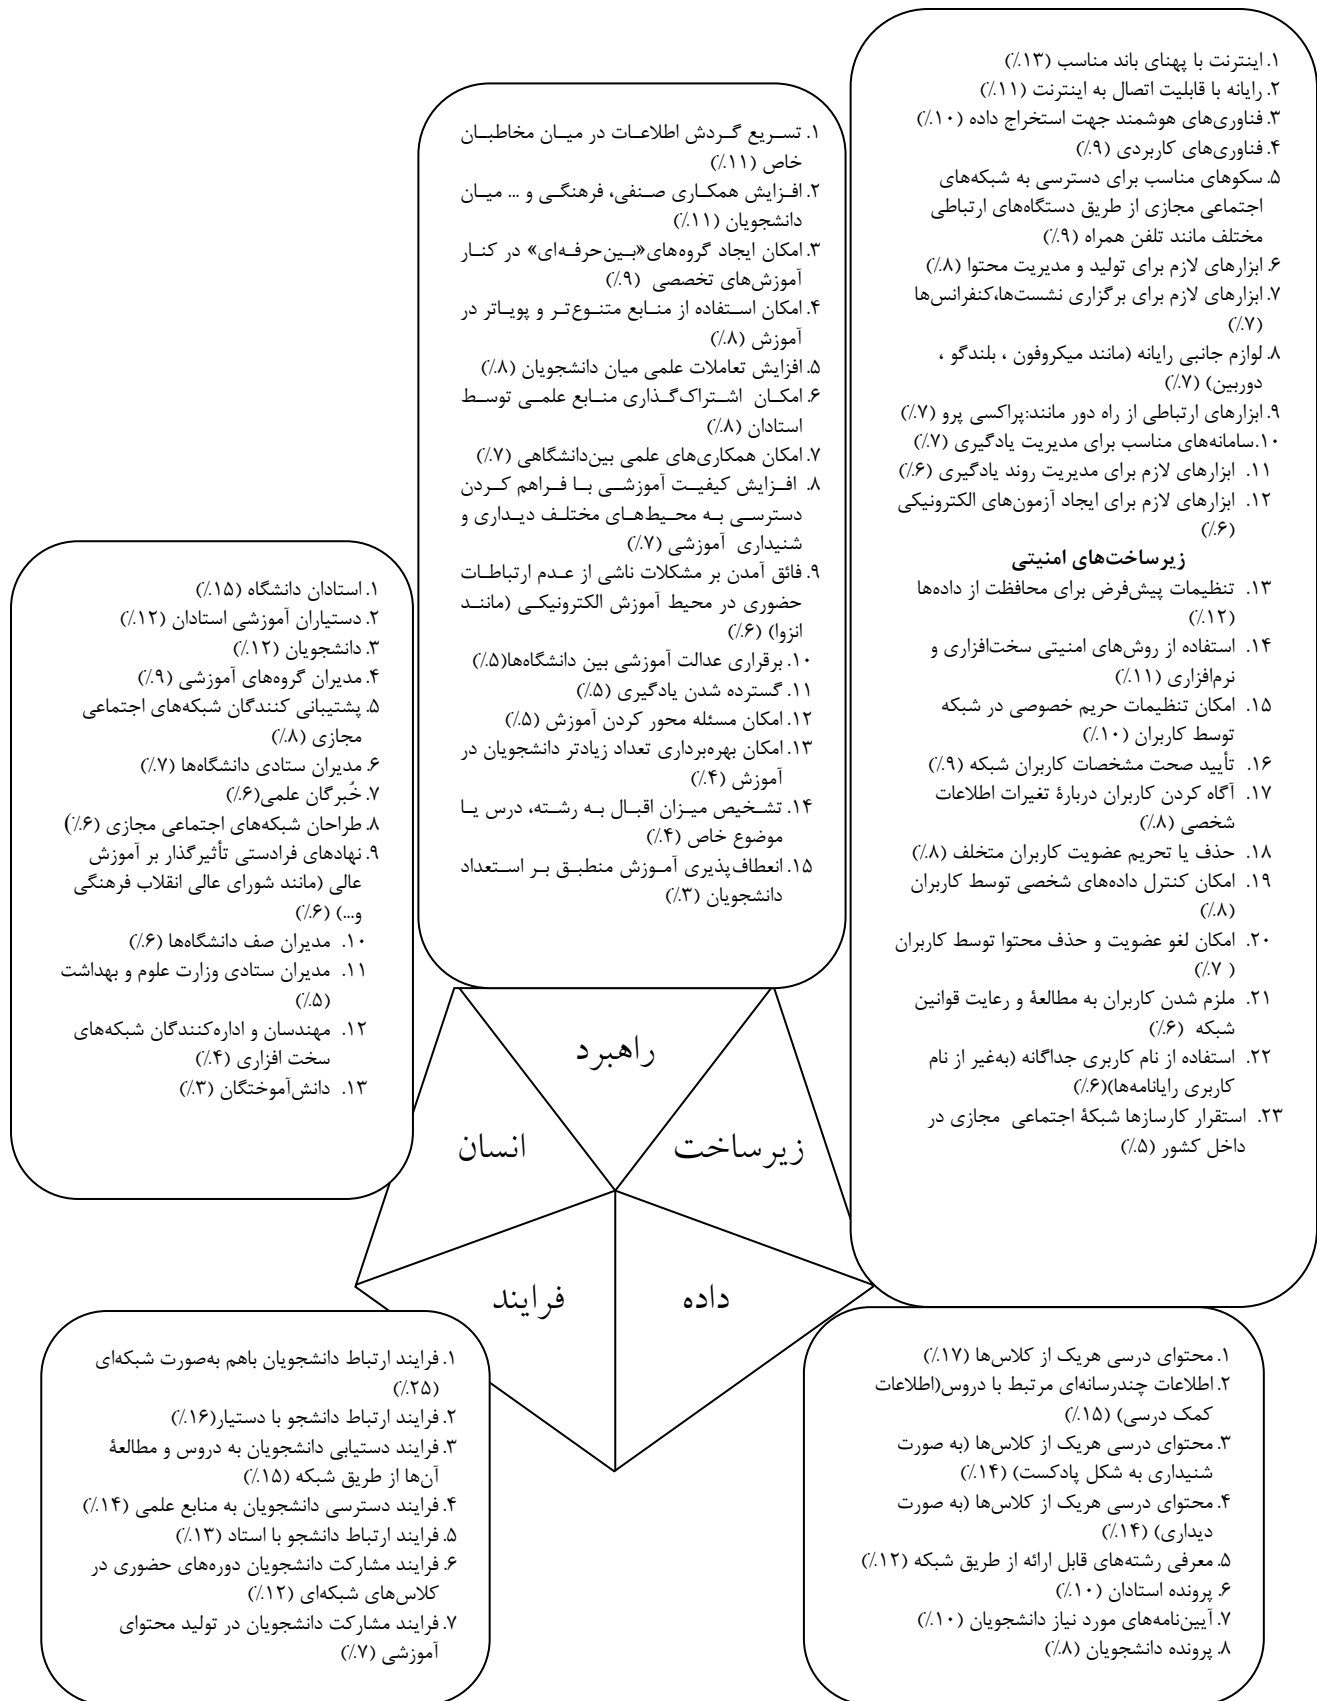 ۱. اینترنت با پهنای باند مناسب (۱۳٪)
۲. رایانه با قابلیت اتصال به اینترنت (۱۱٪)
۳. فناوری‌های هوشمند جهت استخراج داده (۱۰٪)
۴. فناوری‌های کاربردی (۹٪)
۵. سکوهای مناسب برای دسترسی به شبکه‌های
اجتماعی مجازی از طریق دستگاه‌های ارتباطی
مختلف مانند تلفن همراه (۹٪)
۶. ابزارهای لازم برای تولید و مدیریت محتوا (۸٪)
۷. ابزارهای لازم برای برگزاری نشست‌ها،کنفرانس‌ها
(۷٪)
۸. لوازم جانبی رایانه (مانند میکروفون ، بلندگو ،
دوربین) (۷٪)
۹. ابزارهای ارتباطی از راه دور مانند:پراکسی پرو (۷٪)
۱۰.سامانه‌های مناسب برای مدیریت یادگیری (۷٪)
۱۱. ابزارهای لازم برای مدیریت روند یادگیری (۶٪)
۱۲. ابزارهای لازم برای ایجاد آزمون‌های الکترونیکی
(۶٪)
زیرساخت‌های امنیتی
۱۳. تنظیمات پیش‌فرض برای محافظت از داده‌ها
(۱۲٪)
۱۴. استفاده از روش‌های امنیتی سخت‌افزاری و
نرم‌افزاری (۱۱٪)
۱۵. امکان تنظیمات حریم خصوصی در شبکه
توسط کاربران (۱۰٪)
۱۶. تأیید صحت مشخصات کاربران شبکه (۹٪)
۱۷. آگاه کردن کاربران دربارهٔ تغیرات اطلاعات
شخصی (۸٪)
۱۸. حذف یا تحریم عضویت کاربران متخلف (۸٪)
۱۹. امکان کنترل داده‌های شخصی توسط کاربران
(۸٪)
۲۰. امکان لغو عضویت و حذف محتوا توسط کاربران
( ۷٪)
۲۱. ملزم شدن کاربران به مطالعهٔ و رعایت قوانین
شبکه (۶٪)
۲۲. استفاده از نام کاربری جداگانه (به‌غیر از نام
کاربری رایانامه‌ها)(۶٪)
۲۳. استقرار کارسازها شبکهٔ اجتماعی مجازی در
داخل کشور (۵٪)
۱. تسریع گردش اطلاعات در میان مخاطبان
خاص (۱۱٪)
۲. افزایش همکاری صنفی، فرهنگی و ... میان
دانشجویان (۱۱٪)
۳. امکان ایجاد گروه‌های«بین‌حرفه‌ای» در کنار
آموزش‌های تخصصی (۹٪)
۴. امکان استفاده از منابع متنوع‌تر و پویاتر در
آموزش (۸٪)
۵. افزایش تعاملات علمی میان دانشجویان (۸٪)
۶. امکان اشتراک‌گذاری منابع علمی توسط
استادان (۸٪)
۷. امکان همکاری‌های علمی بین‌دانشگاهی (۷٪)
۸. افزایش کیفیت آموزشی با فراهم کردن
دسترسی به محیط‌های مختلف دیداری و
شنیداری آموزشی (۷٪)
۹. فائق آمدن بر مشکلات ناشی از عدم ارتباطات
حضوری در محیط آموزش الکترونیکی (مانند
انزوا) (۶٪)
۱۰. برقراری عدالت آموزشی بین دانشگاه‌ها(۵٪)
۱۱. گسترده شدن یادگیری (۵٪)
۱۲. امکان مسئله محور کردن آموزش (۵٪)
۱۳. امکان بهره‌برداری تعداد زیادتر دانشجویان در
آموزش (۴٪)
۱۴. تشخیص میزان اقبال به رشته، درس یا
موضوع خاص (۴٪)
۱۵. انعطاف‌پذیری آموزش منطبق بر استعداد
دانشجویان (۳٪)
۱. استادان دانشگاه (۱۵٪)
۲. دستیاران آموزشی استادان (۱۲٪)
۳. دانشجویان (۱۲٪)
۴. مدیران گروه‌های آموزشی (۹٪)
۵. پشتیبانی کنندگان شبکه‌های اجتماعی
مجازی (۸٪)
۶. مدیران ستادی دانشگاه‌ها (۷٪)
۷. خُبرگان علمی(۶٪)
۸. طراحان شبکه‌های اجتماعی مجازی (۶٪)
۹. نهادهای فرادستی تأثیرگذار بر آموزش
عالی (مانند شورای عالی انقلاب فرهنگی
و...) (۶٪)
۱۰. مدیران صف دانشگاه‌ها (۶٪)
۱۱. مدیران ستادی وزارت علوم و بهداشت
(۵٪)
۱۲. مهندسان و اداره‌کنندگان شبکه‌های
سخت افزاری (۴٪)
۱۳. دانش‌آموختگان (۳٪)
راهبرد
زیرساخت
انسان
داده
فرایند
۱. محتوای درسی هریک از کلاس‌ها (۱۷٪)
۲. اطلاعات چندرسانه‌ای مرتبط با دروس(اطلاعات
کمک درسی) (۱۵٪)
۳. محتوای درسی هریک از کلاس‌ها (به صورت
شنیداری به شکل پادکست) (۱۴٪)
۴. محتوای درسی هریک از کلاس‌ها (به صورت
دیداری) (۱۴٪)
۵. معرفی رشته‌های قابل ارائه از طریق شبکه (۱۲٪)
۶. پرونده استادان (۱۰٪)
۷. آیین‌نامه‌های مورد نیاز دانشجویان (۱۰٪)
۸. پرونده دانشجویان (۸٪)
۱. فرایند ارتباط دانشجویان باهم به‌صورت شبکه‌ای
(۲۵٪)
۲. فرایند ارتباط دانشجو با دستیار(۱۶٪)
۳. فرایند دستیابی دانشجویان به دروس و مطالعهٔ
آن‌ها از طریق شبکه (۱۵٪)
۴. فرایند دسترسی دانشجویان به منابع علمی (۱۴٪)
۵. فرایند ارتباط دانشجو با استاد (۱۳٪)
۶. فرایند مشارکت دانشجویان دوره‌های حضوری در
کلاس‌های شبکه‌ای (۱۲٪)
۷. فرایند مشارکت دانشجویان در تولید محتوای
آموزشی (۷٪)